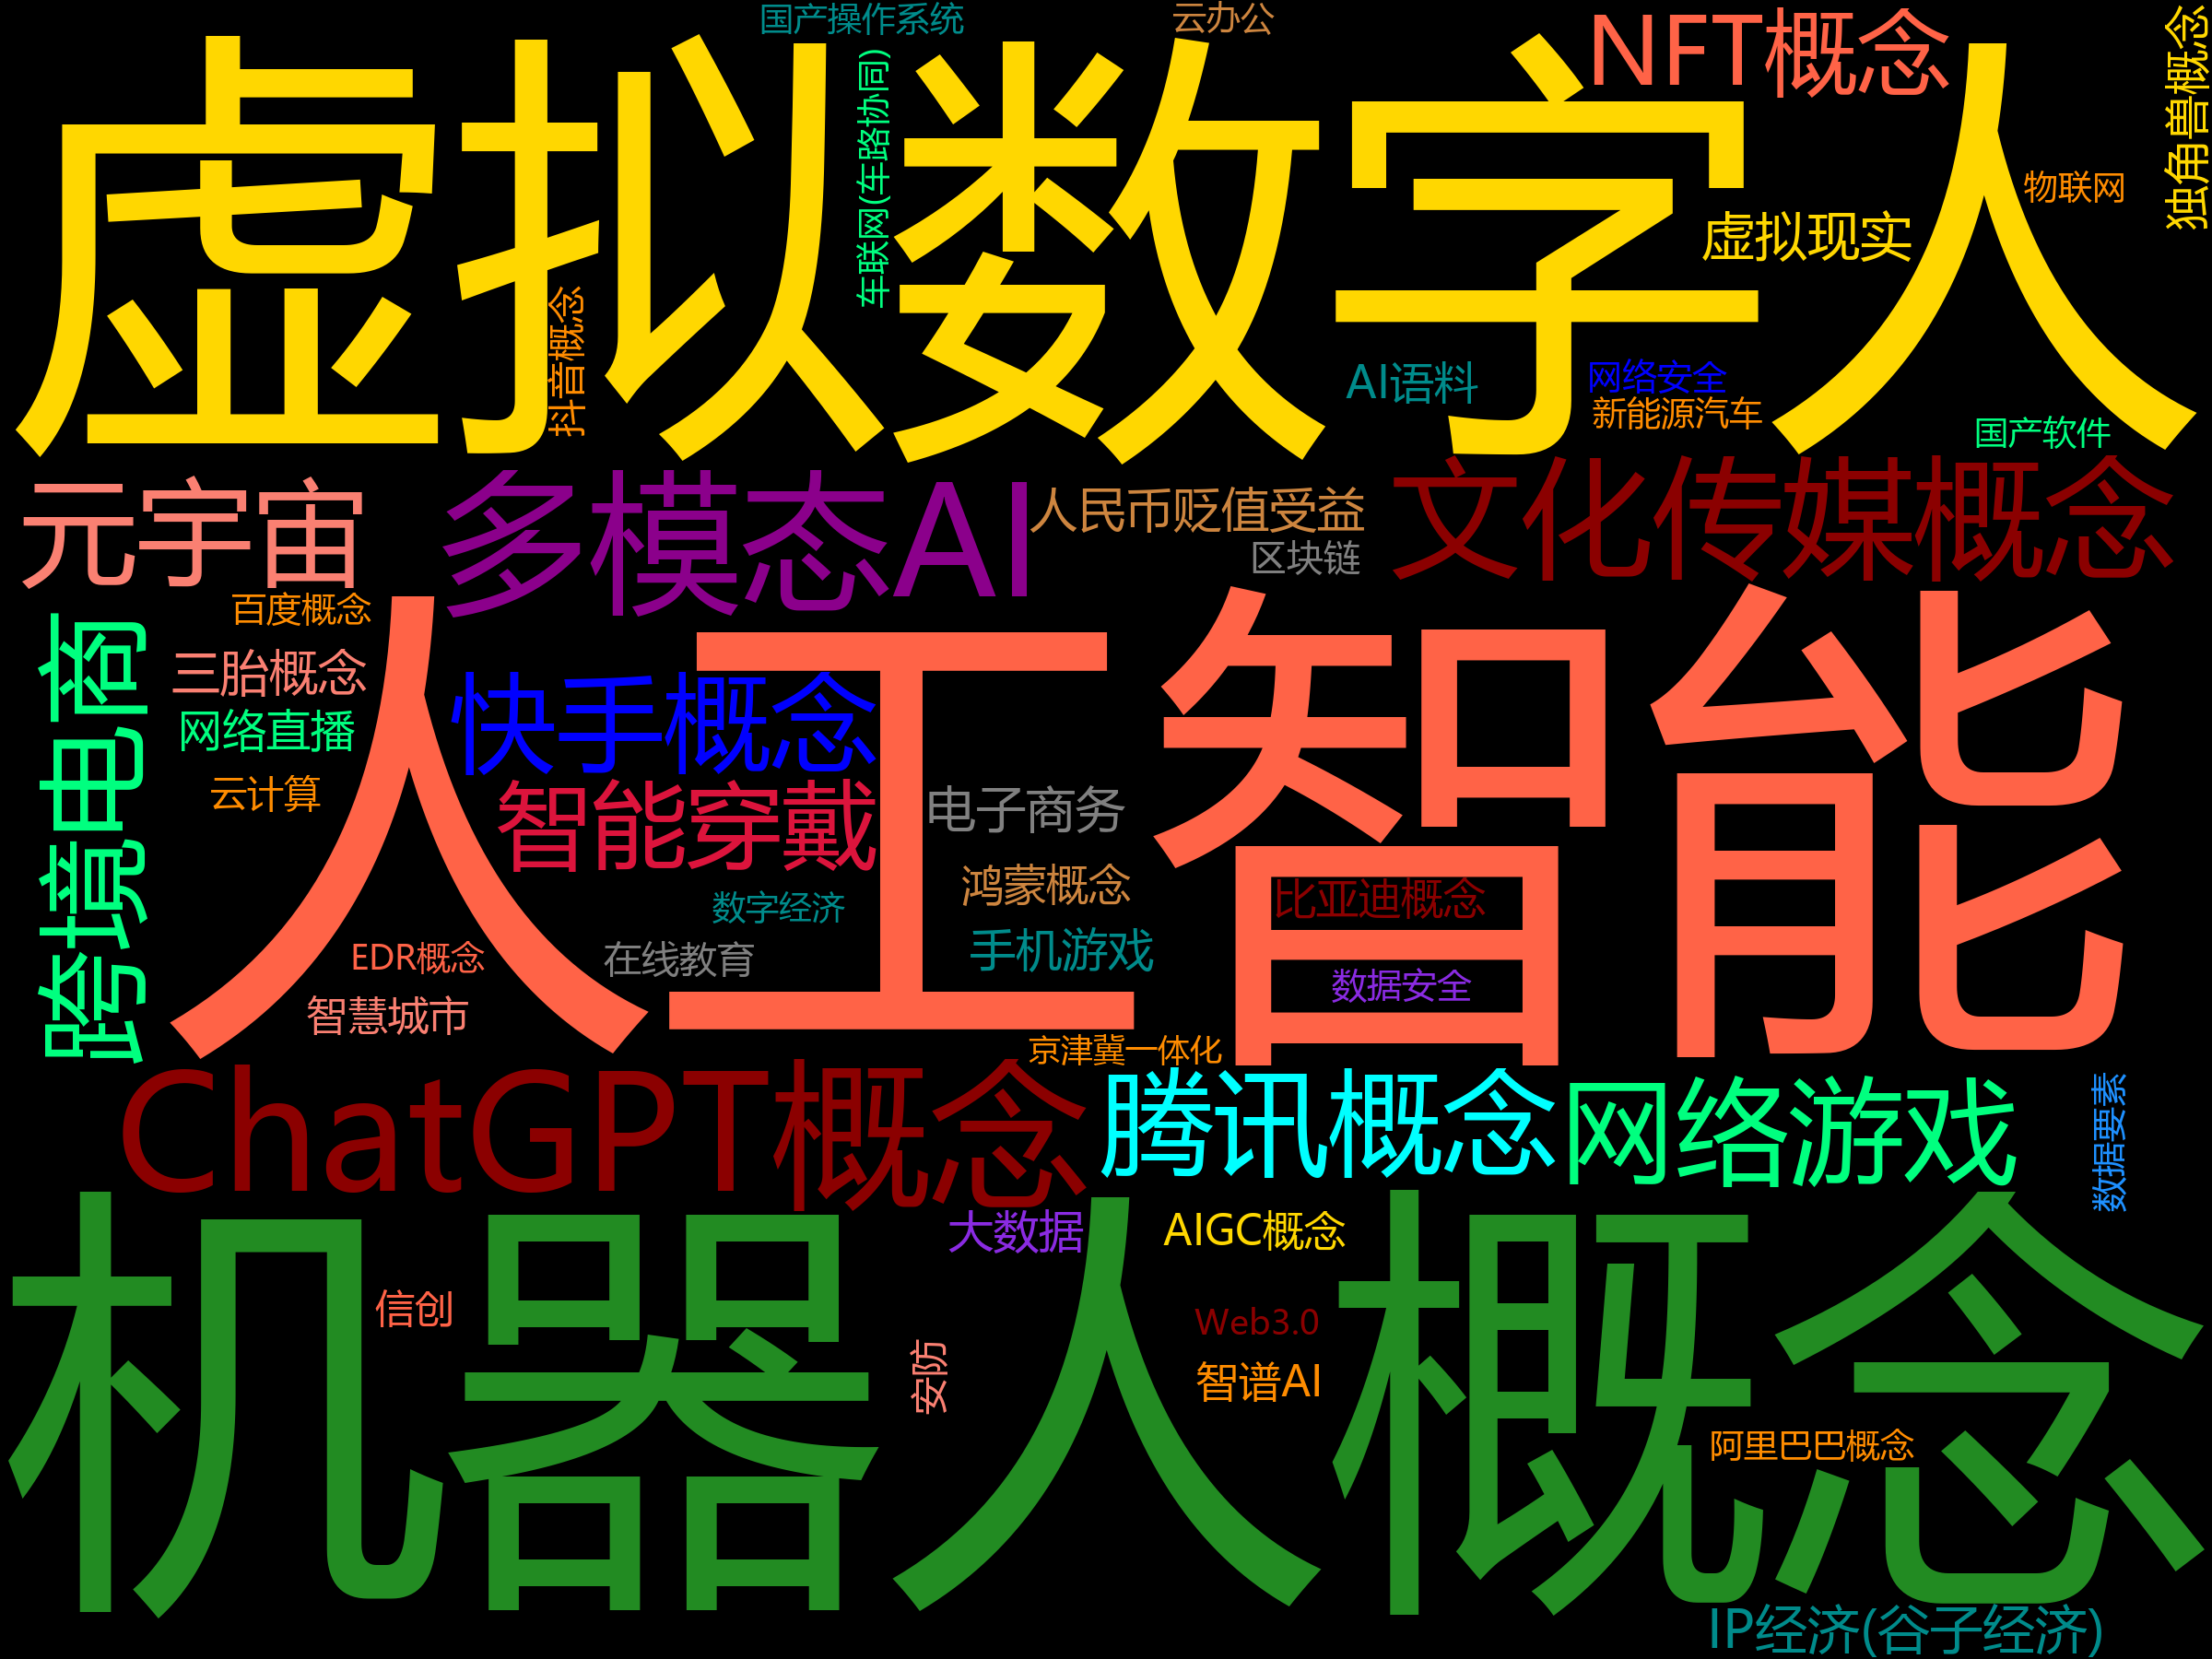 国产操作系统
云办公
NFT概念
独角兽概念
虚拟数字人
车联网(车路协同)
物联网
虚拟现实
抖音概念
AI语料
网络安全
新能源汽车
国产软件
元宇宙
多模态AI
人民币贬值受益
文化传媒概念
区块链
百度概念
跨境电商
三胎概念
网络直播
云计算
人工智能
快手概念
智能穿戴
电子商务
鸿蒙概念
比亚迪概念
数字经济
手机游戏
EDR概念
在线教育
数据安全
智慧城市
京津冀一体化
ChatGPT概念
腾讯概念
网络游戏
数据要素
大数据
AIGC概念
机器人概念
信创
Web3.0
安防
智谱AI
阿里巴巴概念
IP经济(谷子经济)